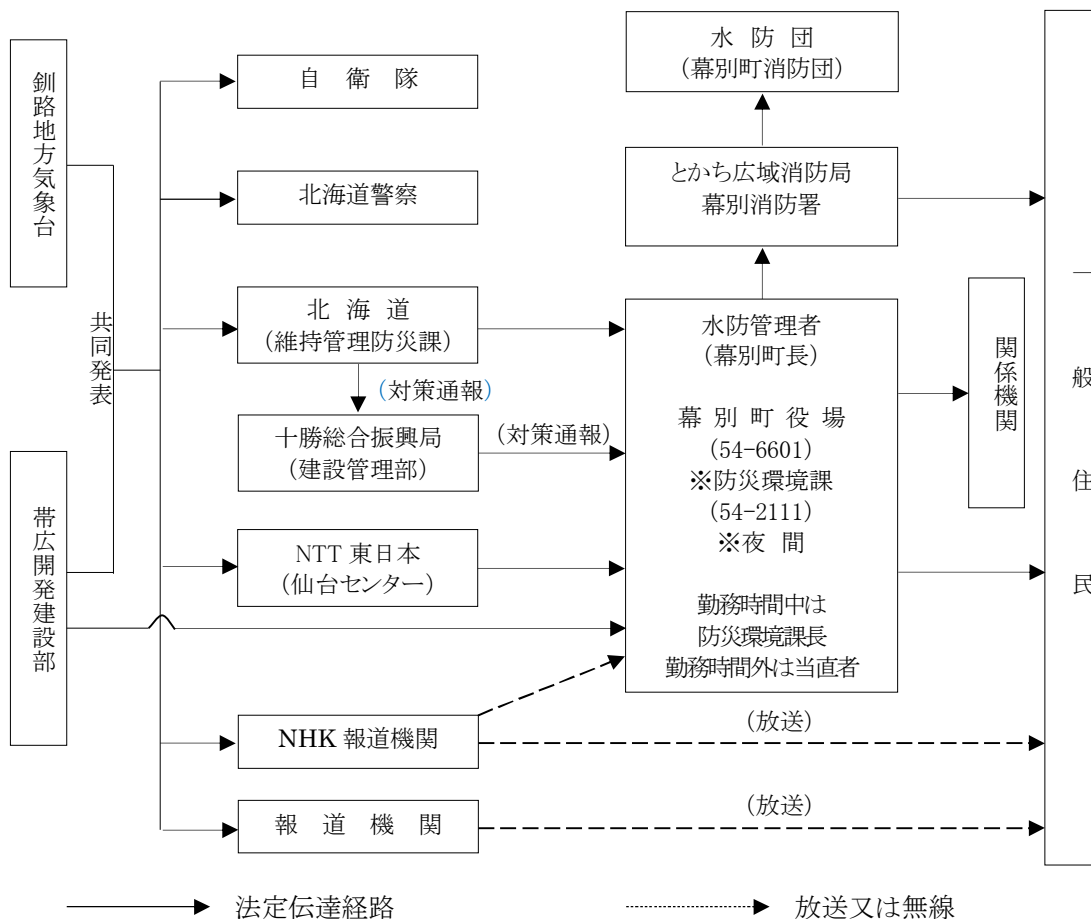 釧路地方気象台
帯広開発建設部
共同発表
自 衛 隊
北海道警察
北 海 道
(維持管理防災課)
(対策通報)
十勝総合振興局
(建設管理部)
(対策通報)
NTT 東日本
(仙台センター)
NHK 報道機関
報 道 機 関
水 防 団
(幕別町消防団)
とかち広域消防局
幕別消防署
水防管理者
(幕別町長)
幕 別 町 役 場
(54-6601)
※防災環境課
(54-2111)
※夜 間
勤務時間中は
防災環境課長
勤務時間外は当直者
関係機関
(放送)
(放送)
一般住民
法定伝達経路
放送又は無線